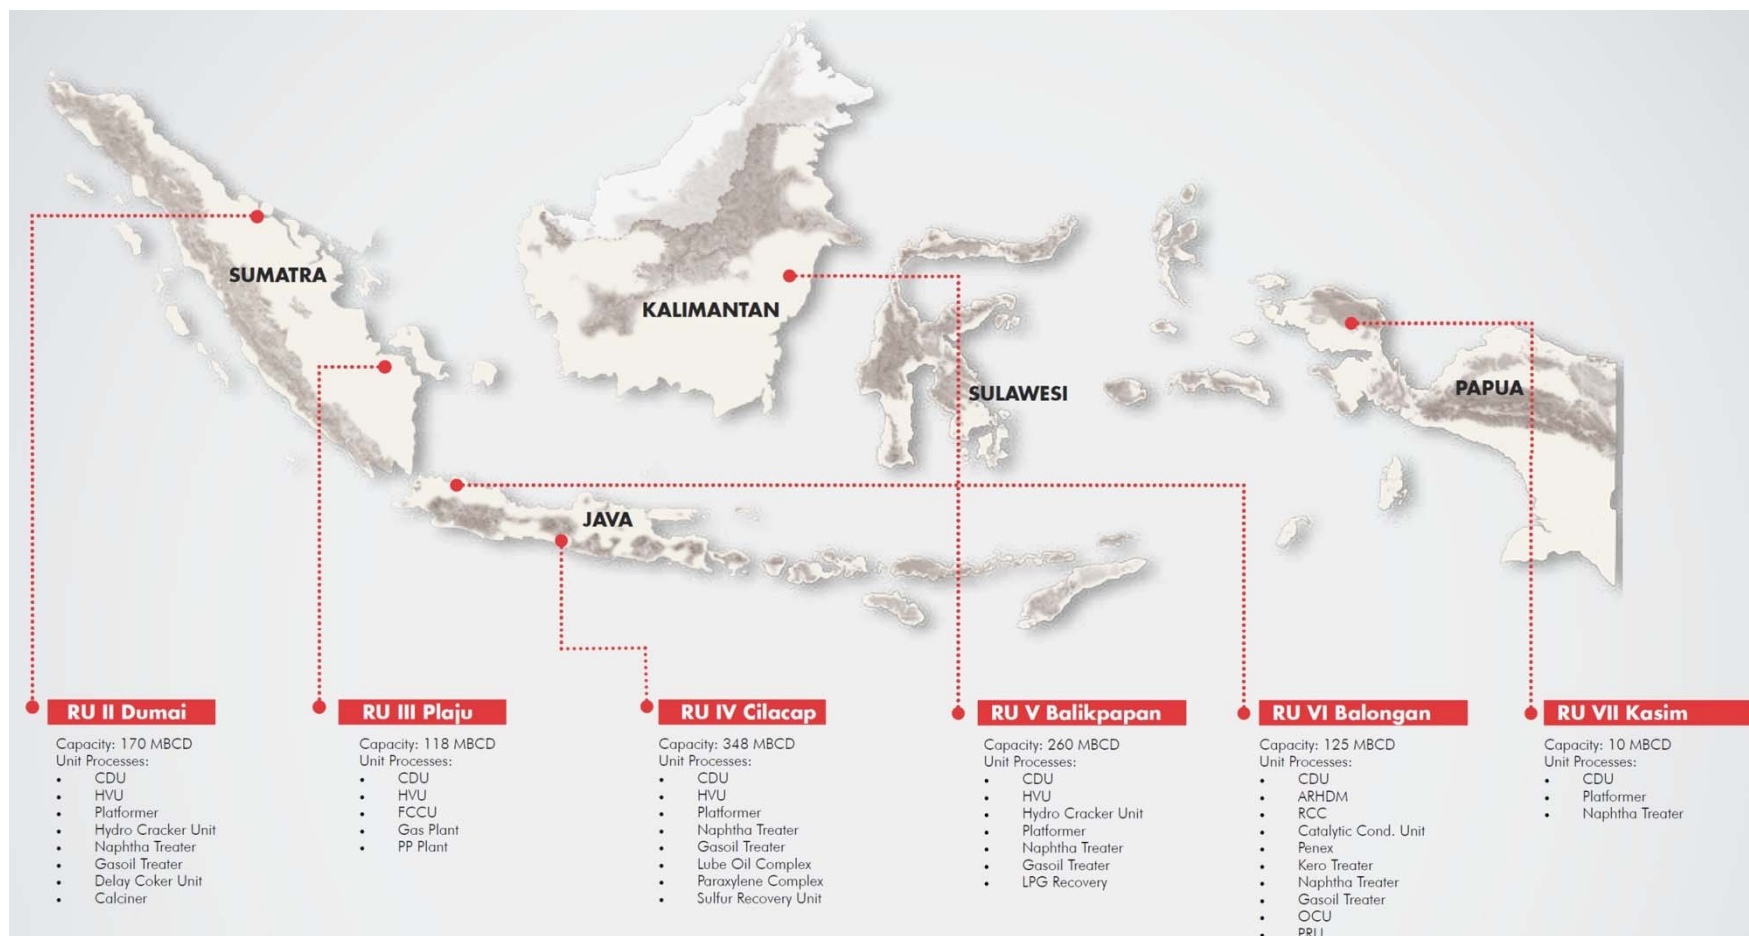 SUMATRA
KALIMANTAN
SULAWESI
PAPUA
JAVA
RU II Dumai
Capacity: 170 MBCD
Unit Processes:
• CDU
• HVU
• Platformer
• Hydro Cracker Unit
• Naphtha Treater
• Gasoil Treater
• Delay Coker Unit
• Calciner
RU III Plaju
Capacity: 118 MBCD
Unit Processes:
• CDU
• HVU
• FCCU
• Gas Plant
• PP Plant
RU IV Cilacap
Capacity: 348 MBCD
Unit Processes:
• CDU
• HVU
• Platformer
• Naphtha Treater
• Gasoil Treater
• Lube Oil Complex
• Paraxylene Complex
• Sulfur Recovery Unit
RU V Balikpapan
Capacity: 260 MBCD
Unit Processes:
• CDU
• HVU
• Hydro Cracker Unit
• Platformer
• Naphtha Treater
• Gasoil Treater
• LPG Recovery
RU VI Balongan
Capacity: 125 MBCD
Unit Processes:
• CDU
• ARHDM
• RCC
• Catalytic Cond. Unit
• Penex
• Kero Treater
• Naphtha Treater
• Gasoil Treater
• OCU
• PRU
RU VII Kasim
Capacity: 10 MBCD
Unit Processes:
• CDU
• Platformer
• Naphtha Treater